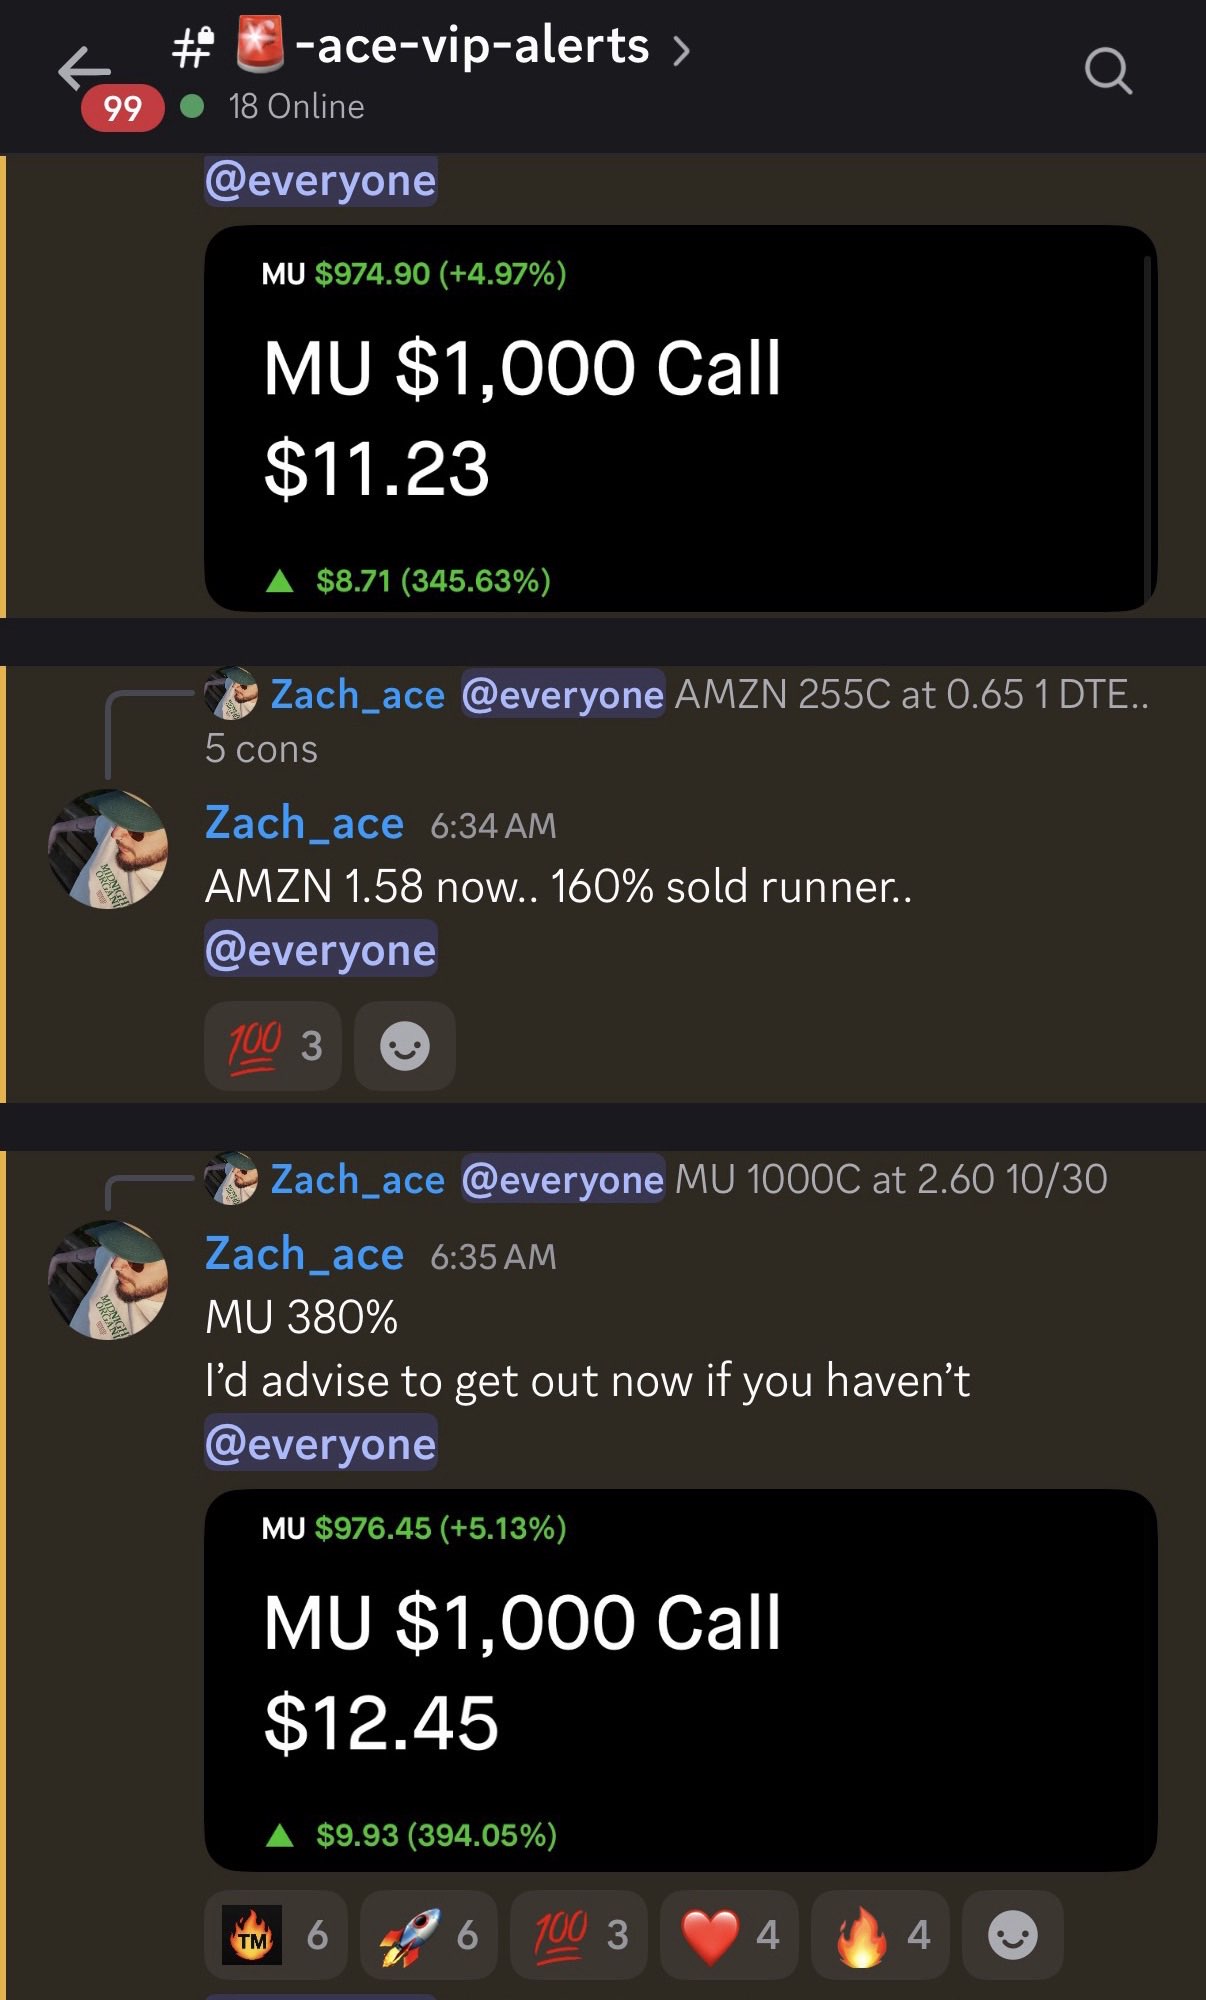 # 🚨-ace-vip-alerts >
99
18 Online
@everyone
MU $974.90 (+4.97%)
MU $1,000 Call
$11.23
▲ $8.71 (345.63%)
Zach_ace @everyone AMZN 255C at 0.65 1 DTE..
5 cons
Zach_ace 6:34 AM
AMZN 1.58 now.. 160% sold runner..
@everyone
💯 3
Zach_ace @everyone MU 1000C at 2.60 10/30
Zach_ace 6:35 AM
MU 380%
I’d advise to get out now if you haven’t
@everyone
MU $976.45 (+5.13%)
MU $1,000 Call
$12.45
▲ $9.93 (394.05%)
TM 6 🚀 6 💯 3 ❤️ 4 🔥 4